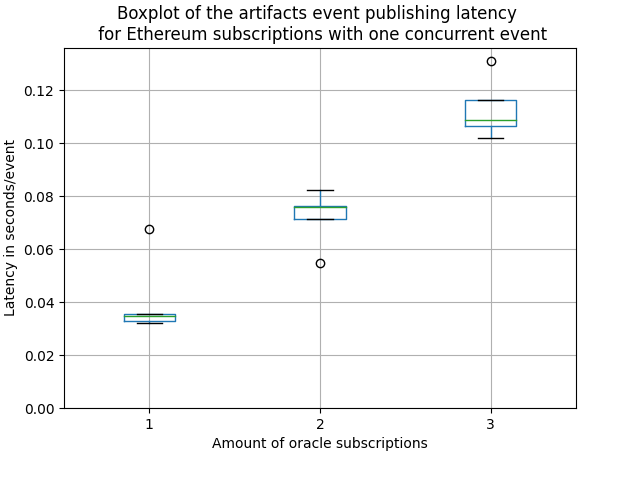 Boxplot of the artifacts event publishing latency
for Ethereum subscriptions with one concurrent event
0.12
0.10
0.08
0.06
0.04
0.02
0.00
Latency in seconds/event
1 2 3
Amount of oracle subscriptions